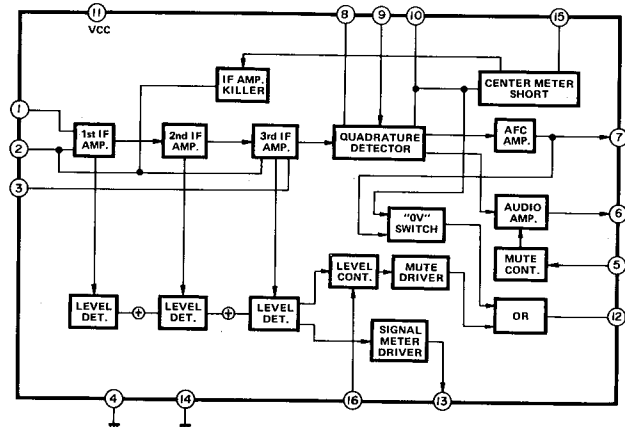 11 8 9 10 15
VCC
IF AMP.
KILLER
CENTER METER
SHORT
1
2
3
1st IF
AMP.
2nd IF
AMP.
3rd IF
AMP.
QUADRATURE
DETECTOR
AFC
AMP.
7
"0V"
SWITCH
AUDIO
AMP.
6
MUTE
CONT.
5
LEVEL
CONT.
MUTE
DRIVER
LEVEL
DET.
+
LEVEL
DET.
+
LEVEL
DET.
SIGNAL
METER
DRIVER
OR
12
4 14 16 13